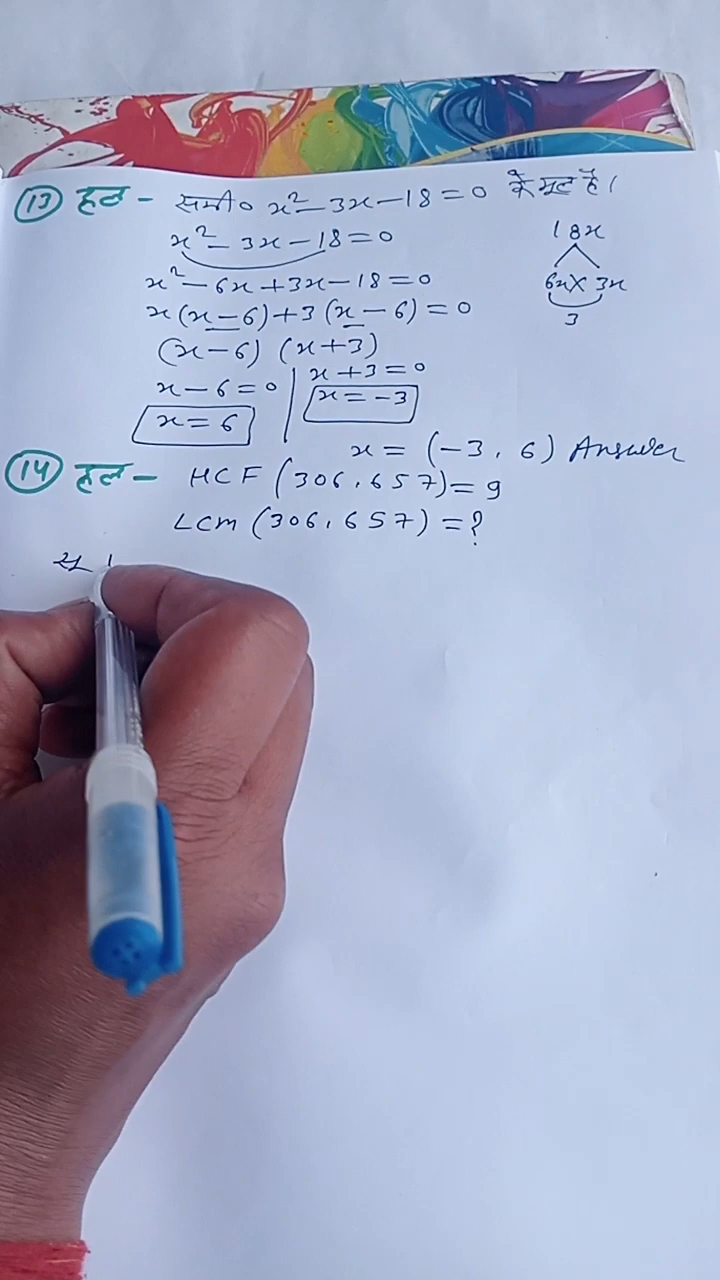 (13) हल - समी० x² - 3x - 18 = 0 के मूल है।
x² - 3x - 18 = 0
x² - 6x + 3x - 18 = 0
x(x - 6) + 3(x - 6) = 0
(x - 6) (x + 3)
x - 6 = 0 | x + 3 = 0
x = 6 | x = -3
18x
6x × 3x
3
x = (-3, 6) Answer
(14) हल - HCF (306, 657) = 9
LCM (306, 657) = ?